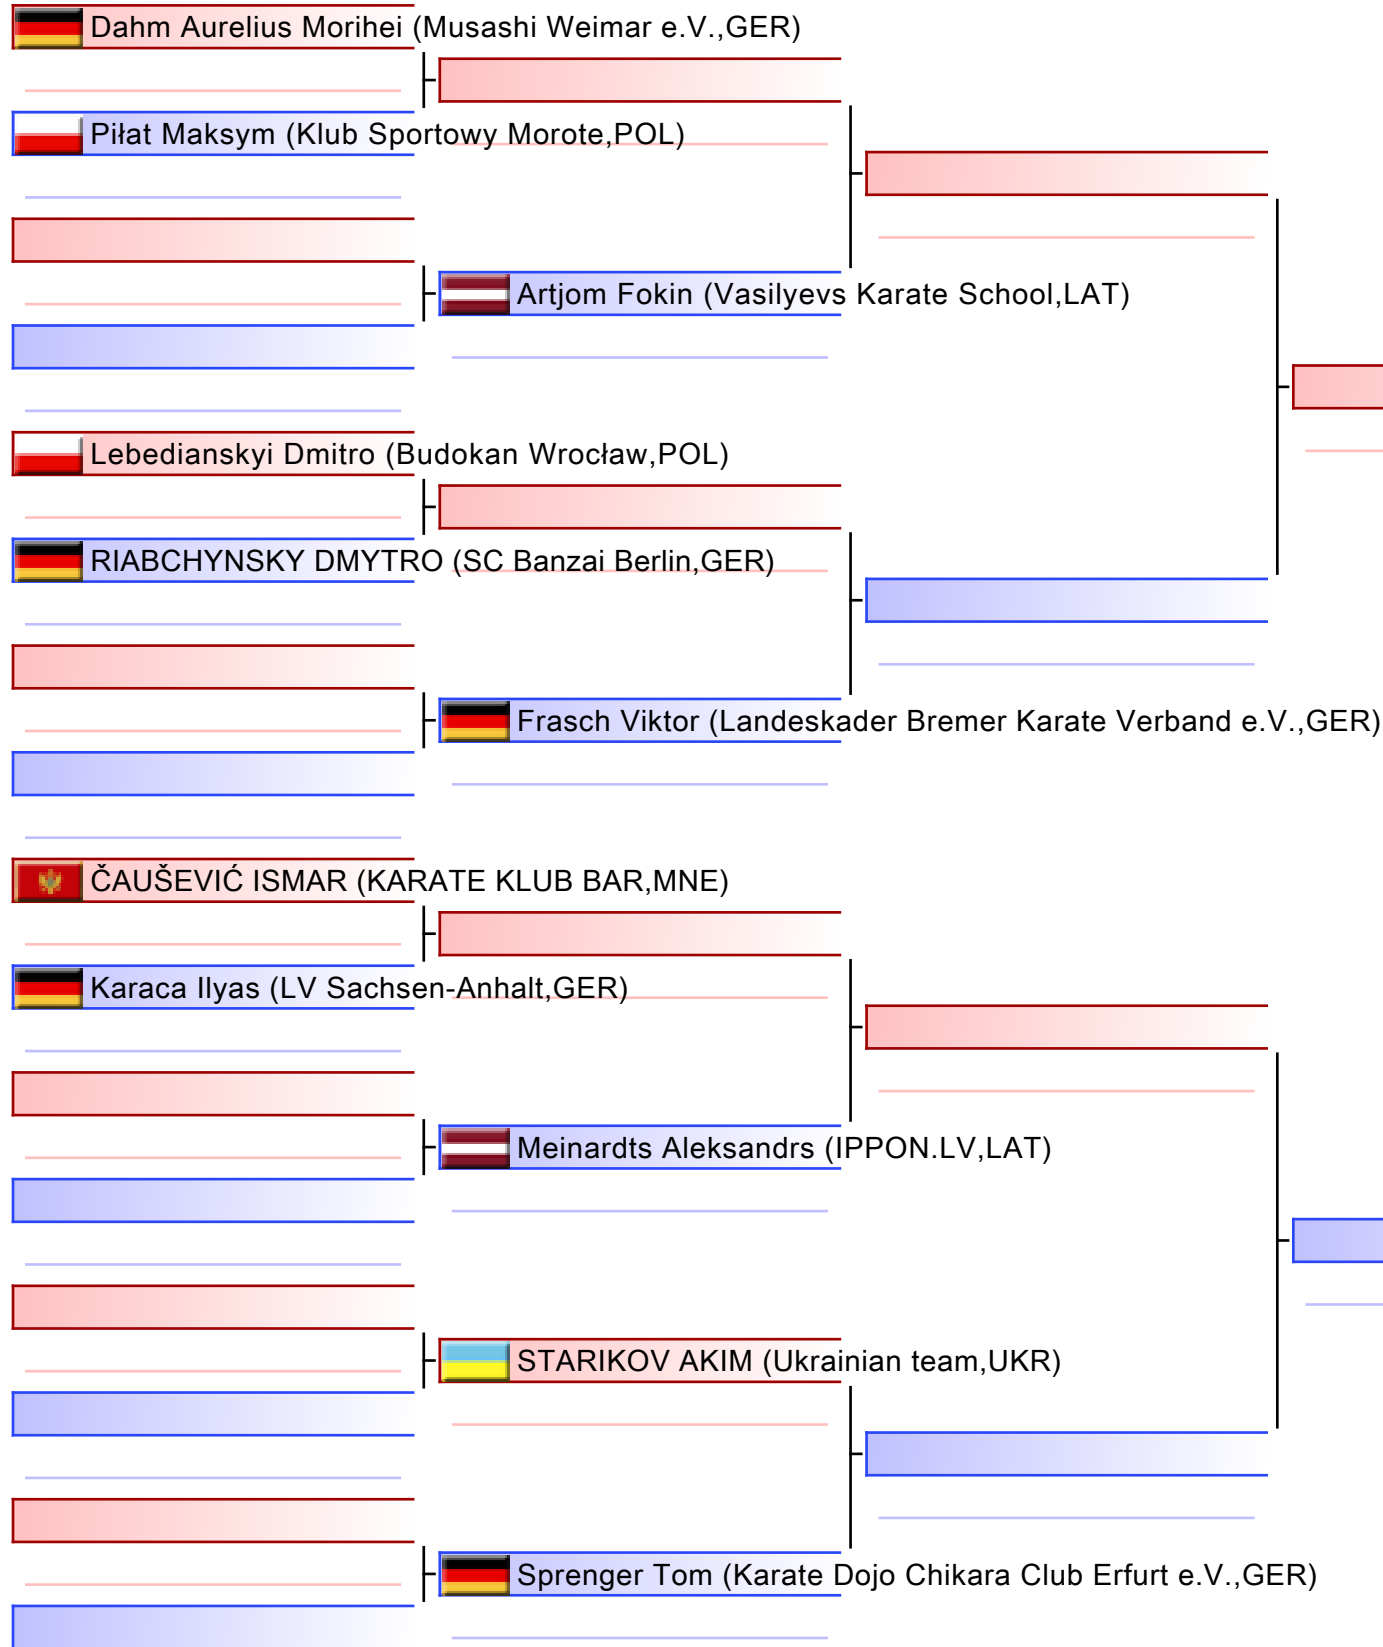 Dahm Aurelius Morihei (Musashi Weimar e.V.,GER)
Piłat Maksym (Klub Sportowy Morote,POL)
Artjom Fokin (Vasilyevs Karate School,LAT)
Lebedianskyi Dmitro (Budokan Wrocław,POL)
RIABCHYNSKY DMYTRO (SC Banzai Berlin,GER)
Frasch Viktor (Landeskader Bremer Karate Verband e.V.,GER)
ČAUŠEVIĆ ISMAR (KARATE KLUB BAR,MNE)
Karaca Ilyas (LV Sachsen-Anhalt,GER)
Meinardts Aleksandrs (IPPON.LV,LAT)
STARIKOV AKIM (Ukrainian team,UKR)
Sprenger Tom (Karate Dojo Chikara Club Erfurt e.V.,GER)